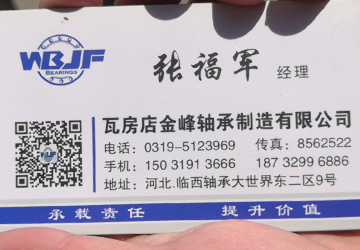 WBJF
BEARINGS
张福军 经理
瓦房店金峰轴承制造有限公司
电话：0319-5123969 传真：8562522
手机：150 3191 3666 187 3299 6886
地址：河北.临西轴承大世界东二区9号
承载责任 提升价值